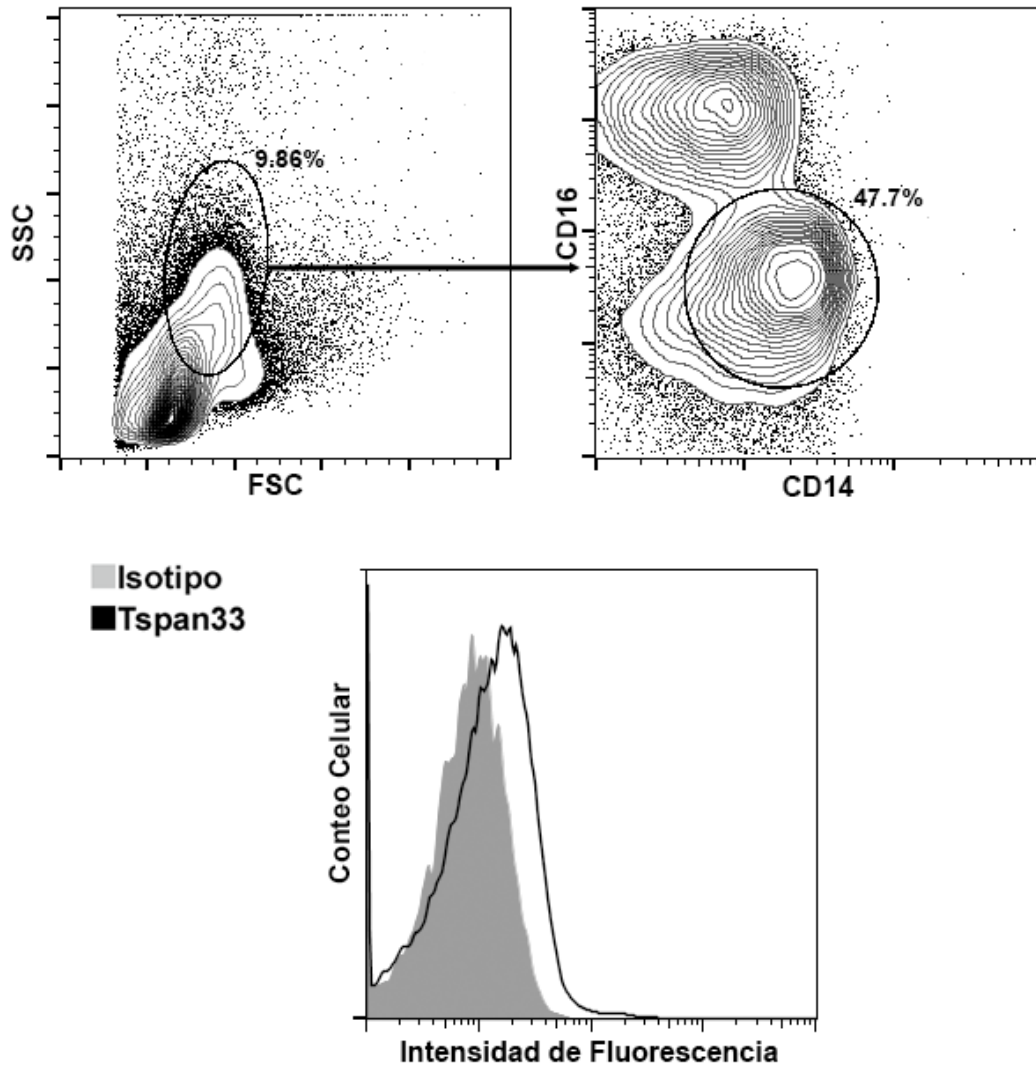 9.86%
SSC
FSC
47.7%
CD16
CD14
Isotipo
Tspan33
Conteo Celular
Intensidad de Fluorescencia